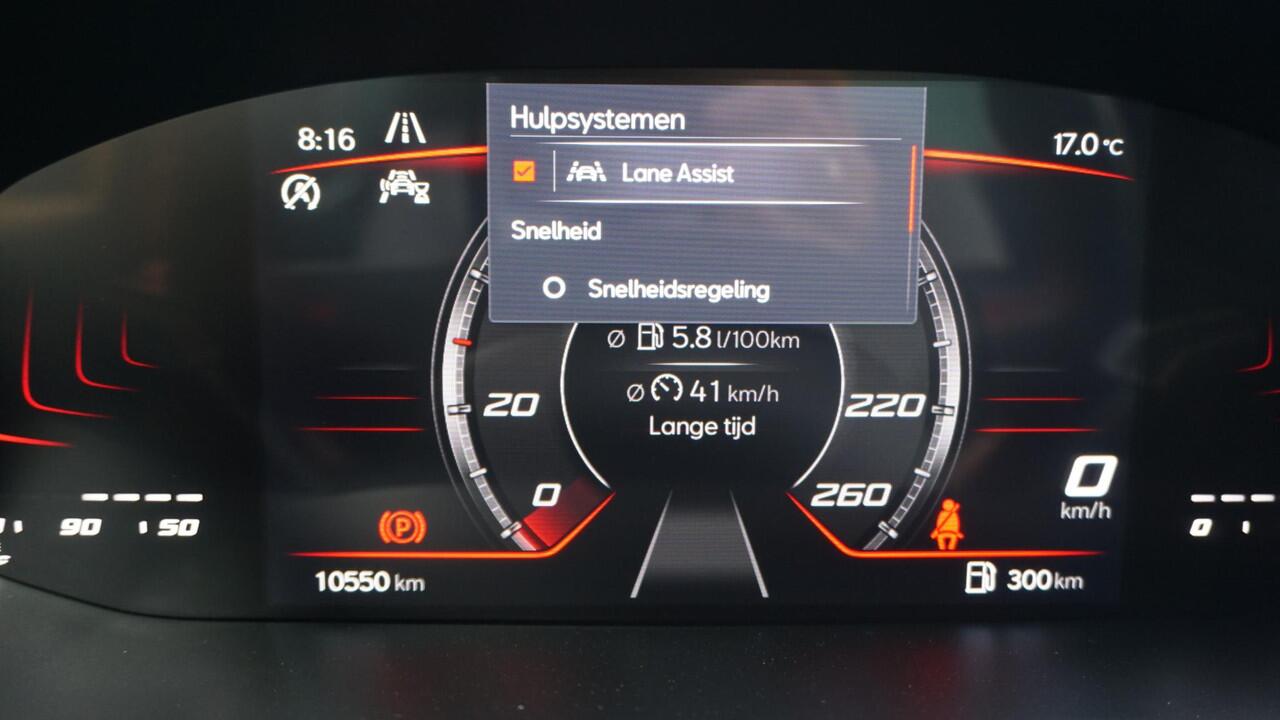 8:16
17.0 °C
Hulpsystemen
Lane Assist
Snelheid
Snelheidsregeling
Ø 5.8 l/100km
Ø 41 km/h
Lange tijd
20
220
0
260
0
km/h
P
90
50
0
10550 km
300 km